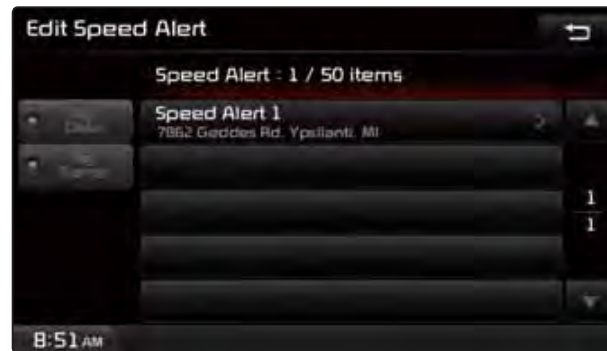 Edit Speed Alert
Speed Alert : 1 / 50 items
Speed Alert 1
7862 Geddes Rd. Ypsilanti. MI
1
1
8:51 AM